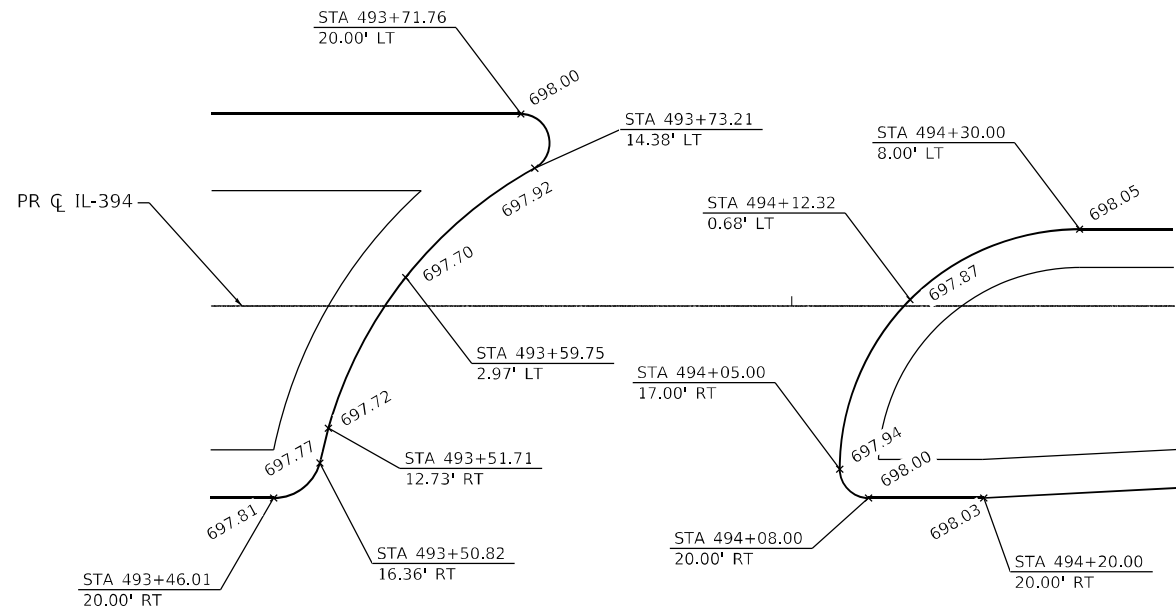 STA 493+71.76
20.00' LT
698.00
STA 493+73.21
14.38' LT
697.92
STA 494+30.00
8.00' LT
698.05
PR ℄ IL-394
STA 494+12.32
0.68' LT
697.87
697.70
STA 493+59.75
2.97' LT
STA 494+05.00
17.00' RT
697.94
697.72
697.77
STA 493+51.71
12.73' RT
698.00
697.81
698.03
STA 493+50.82
16.36' RT
STA 494+08.00
20.00' RT
STA 494+20.00
20.00' RT
STA 493+46.01
20.00' RT